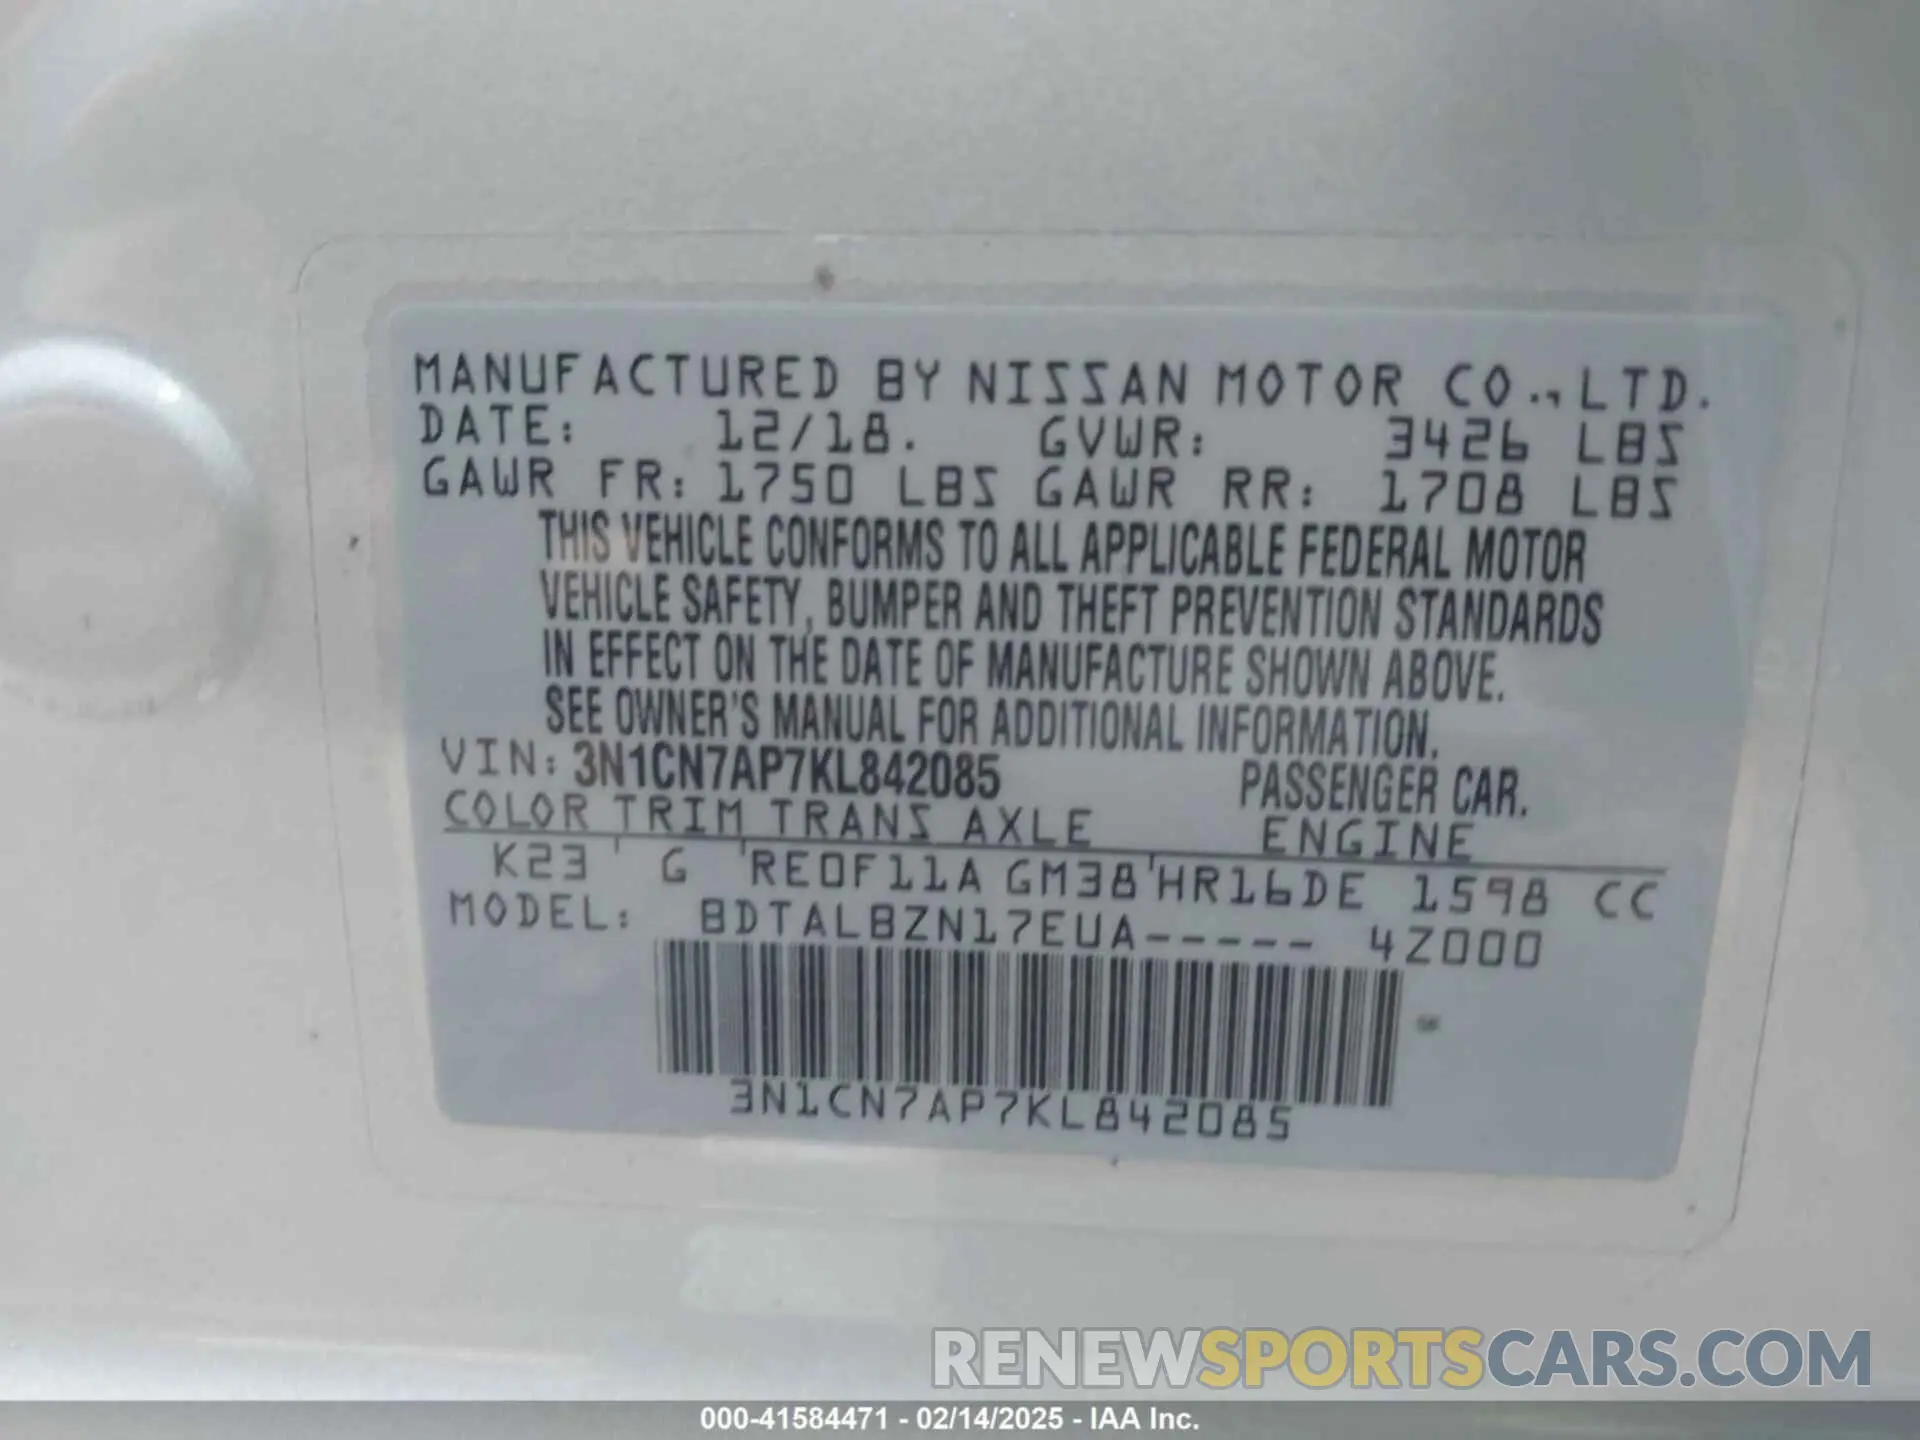 MANUFACTURED BY NISSAN MOTOR CO., LTD.
DATE: 12/18. GVWR: 3426 LBS
GAWR FR: 1750 LBS GAWR RR: 1708 LBS
THIS VEHICLE CONFORMS TO ALL APPLICABLE FEDERAL MOTOR
VEHICLE SAFETY, BUMPER AND THEFT PREVENTION STANDARDS
IN EFFECT ON THE DATE OF MANUFACTURE SHOWN ABOVE.
SEE OWNER'S MANUAL FOR ADDITIONAL INFORMATION.
VIN: 3N1CN7AP7KL842085 PASSENGER CAR.
COLOR TRIM TRANS AXLE ENGINE
K23 ' G ' RE0F11A GM38 ' HR16DE 1598 CC
MODEL: BDTALBZN17EUA----- 4Z000
3N1CN7AP7KL842085
RENEWSPORTSCARS.COM
000-41584471 - 02/14/2025 - IAA Inc.